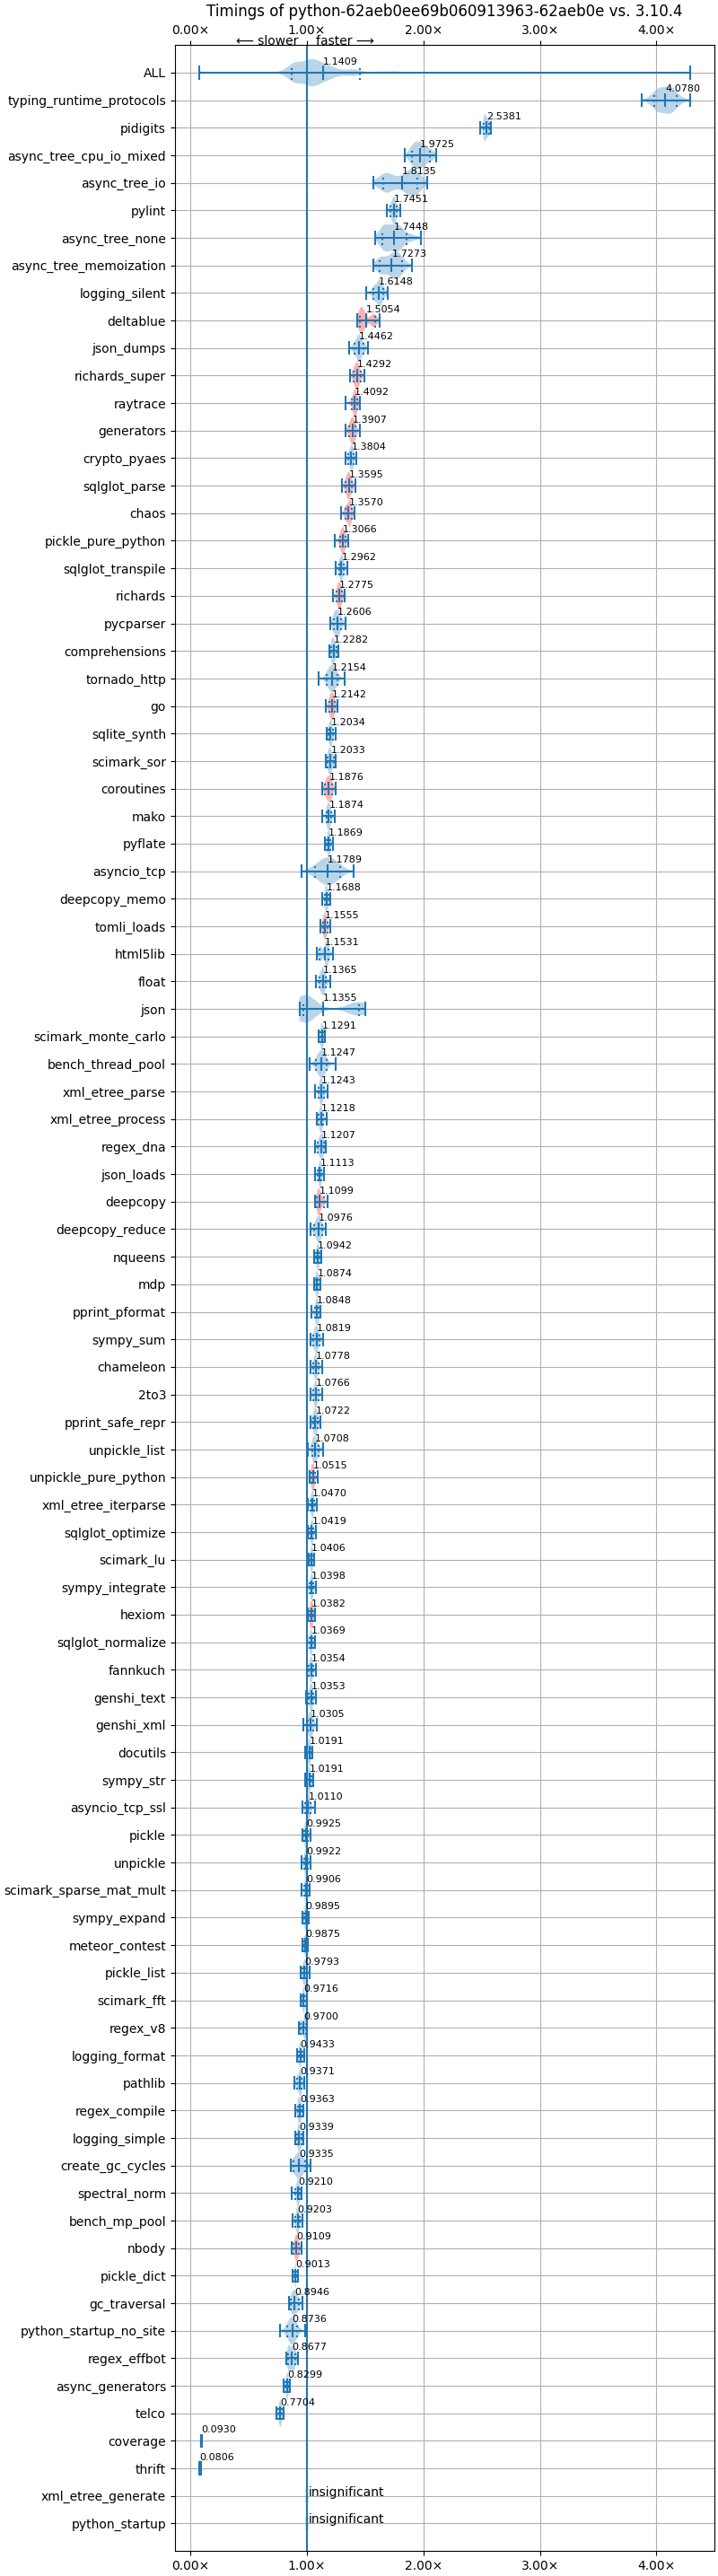 Timings of python-62aeb0ee69b060913963-62aeb0e vs. 3.10.4
0.00× 1.00× 2.00× 3.00× 4.00×
⟵ slower faster ⟶
ALL 1.1409
typing_runtime_protocols 4.0780
pidigits 2.5381
async_tree_cpu_io_mixed 1.9725
async_tree_io 1.8135
pylint 1.7451
async_tree_none 1.7448
async_tree_memoization 1.7273
logging_silent 1.6148
deltablue 1.5054
json_dumps 1.4462
richards_super 1.4292
raytrace 1.4092
generators 1.3907
crypto_pyaes 1.3804
sqlglot_parse 1.3595
chaos 1.3570
pickle_pure_python 1.3066
sqlglot_transpile 1.2962
richards 1.2775
pycparser 1.2606
comprehensions 1.2282
tornado_http 1.2154
go 1.2142
sqlite_synth 1.2034
scimark_sor 1.2033
coroutines 1.1876
mako 1.1874
pyflate 1.1869
asyncio_tcp 1.1789
deepcopy_memo 1.1688
tomli_loads 1.1555
html5lib 1.1531
float 1.1365
json 1.1355
scimark_monte_carlo 1.1291
bench_thread_pool 1.1247
xml_etree_parse 1.1243
xml_etree_process 1.1218
regex_dna 1.1207
json_loads 1.1113
deepcopy 1.1099
deepcopy_reduce 1.0976
nqueens 1.0942
mdp 1.0874
pprint_pformat 1.0848
sympy_sum 1.0819
chameleon 1.0778
2to3 1.0766
pprint_safe_repr 1.0722
unpickle_list 1.0708
unpickle_pure_python 1.0515
xml_etree_iterparse 1.0470
sqlglot_optimize 1.0419
scimark_lu 1.0406
sympy_integrate 1.0398
hexiom 1.0382
sqlglot_normalize 1.0369
fannkuch 1.0354
genshi_text 1.0353
genshi_xml 1.0305
docutils 1.0191
sympy_str 1.0191
asyncio_tcp_ssl 1.0110
pickle 0.9925
unpickle 0.9922
scimark_sparse_mat_mult 0.9906
sympy_expand 0.9895
meteor_contest 0.9875
pickle_list 0.9793
scimark_fft 0.9716
regex_v8 0.9700
logging_format 0.9433
pathlib 0.9371
regex_compile 0.9363
logging_simple 0.9339
create_gc_cycles 0.9335
spectral_norm 0.9210
bench_mp_pool 0.9203
nbody 0.9109
pickle_dict 0.9013
gc_traversal 0.8946
python_startup_no_site 0.8736
regex_effbot 0.8677
async_generators 0.8299
telco 0.7704
coverage 0.0930
thrift 0.0806
xml_etree_generate insignificant
python_startup insignificant
0.00× 1.00× 2.00× 3.00× 4.00×